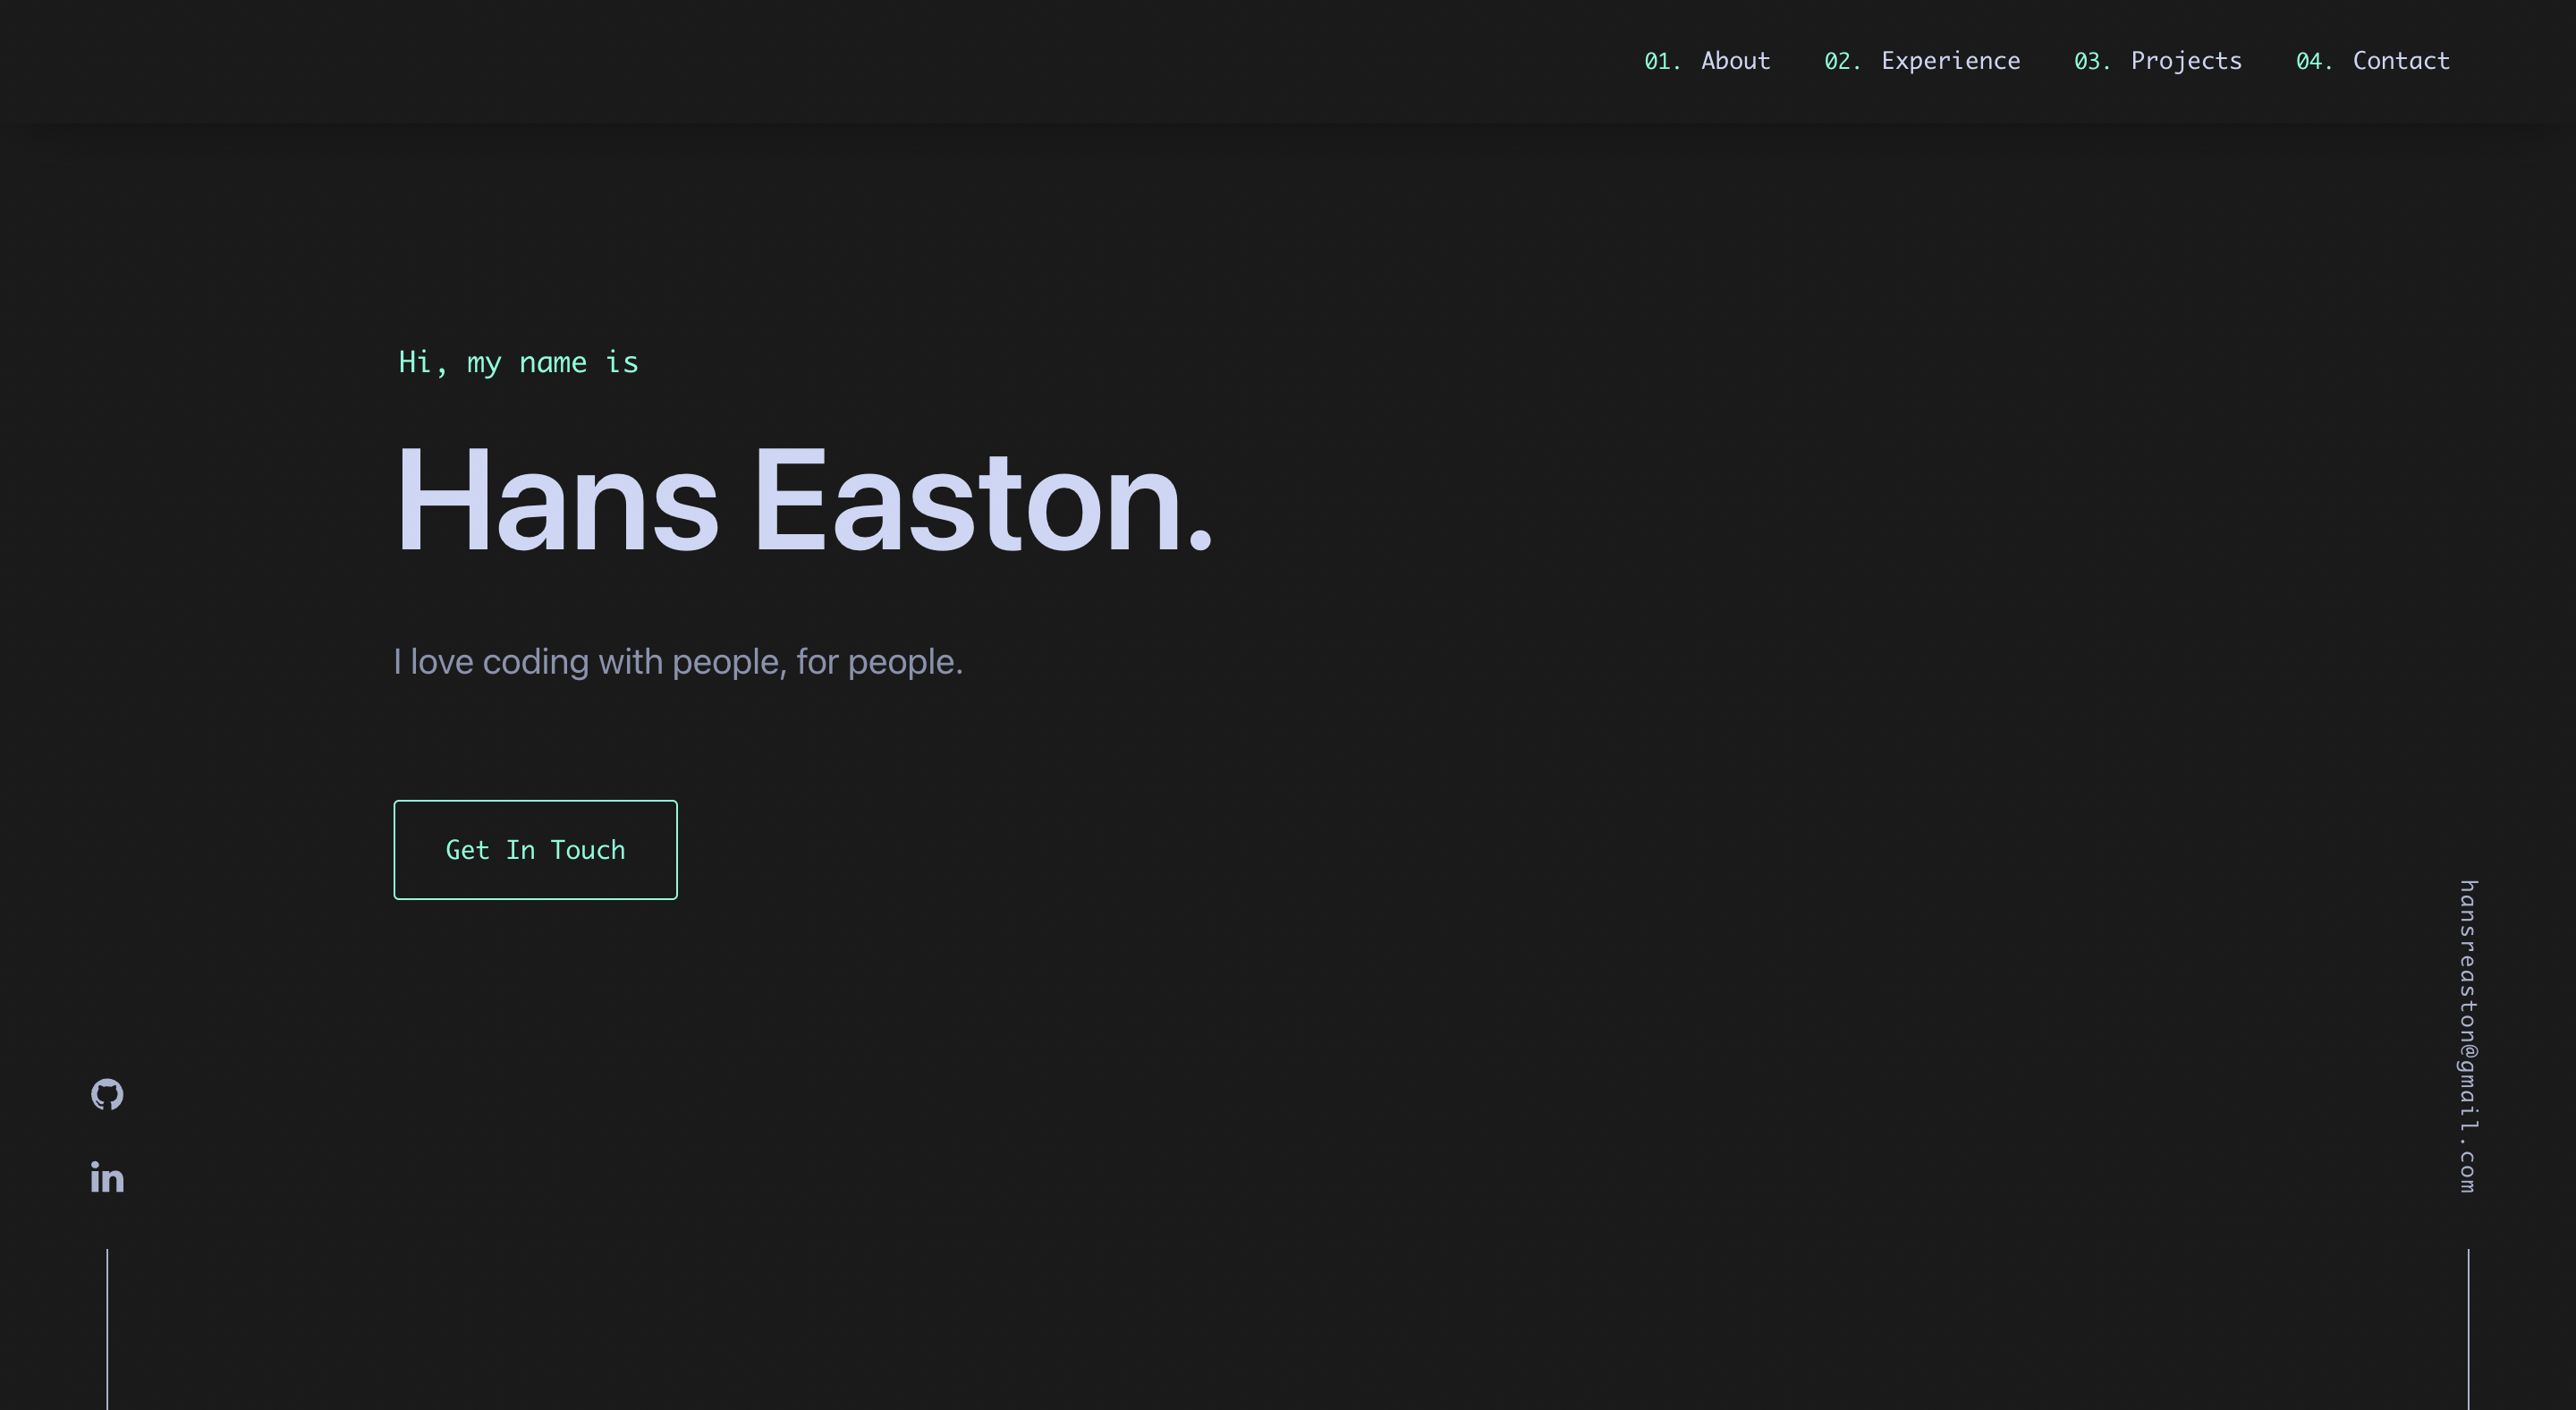 01. About 02. Experience 03. Projects 04. Contact
Hi, my name is
Hans Easton.
I love coding with people, for people.
Get In Touch
hansreaston@gmail.com
in